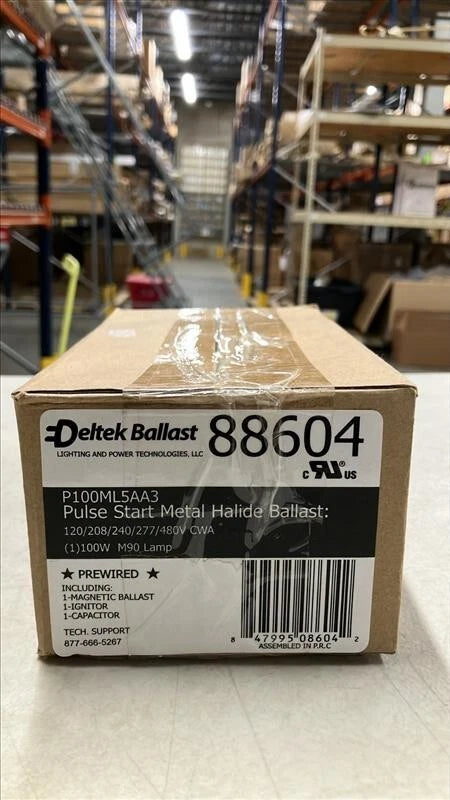 Deltek Ballast 88604
LIGHTING AND POWER TECHNOLOGIES, LLC
C RU® US
P100ML5AA3
Pulse Start Metal Halide Ballast:
120/208/240/277/480V CWA
(1)100W M90 Lamp
★ PREWIRED ★
INCLUDING:
1-MAGNETIC BALLAST
1-IGNITOR
1-CAPACITOR
TECH. SUPPORT
877-666-5267
8 47995 08604 2
ASSEMBLED IN P.R.C